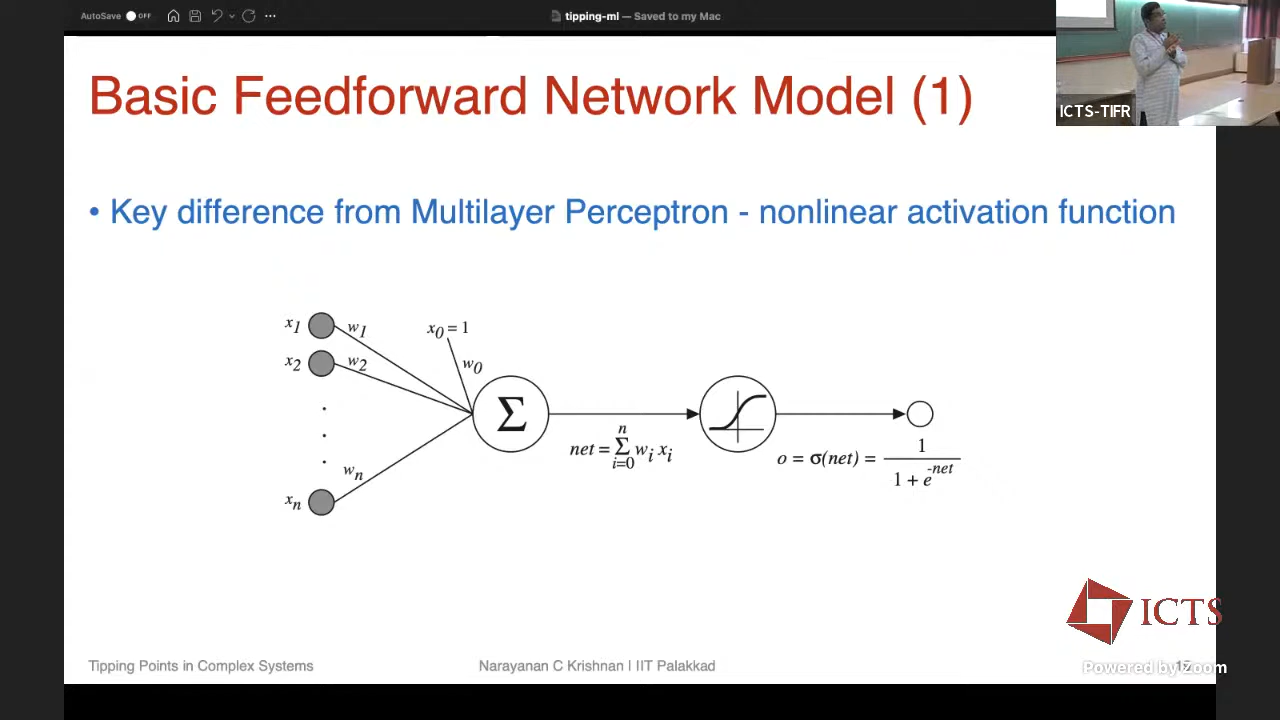 AutoSave OFF
tipping-ml — Saved to my Mac
ICTS-TIFR
Basic Feedforward Network Model (1)
• Key difference from Multilayer Perceptron - nonlinear activation function
x1 w1
x0 = 1
x2 w2
w0
Σ
net = Σ i=0 n wi xi
o = σ(net) = 1 / 1 + e -net
wn
xn
ICTS
Tipping Points in Complex Systems
Narayanan C Krishnan | IIT Palakkad
Powered by Zoom